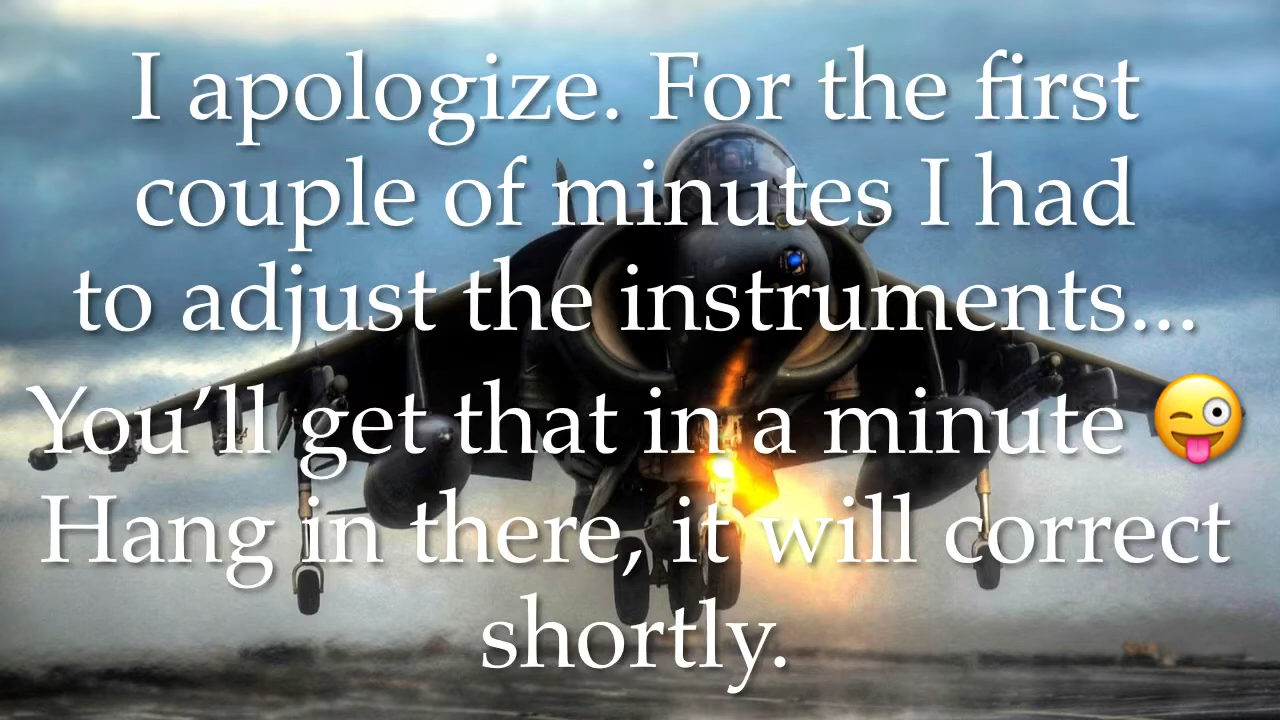 I apologize. For the first
couple of minutes I had
to adjust the instruments...
You’ll get that in a minute 😜
Hang in there, it will correct
shortly.